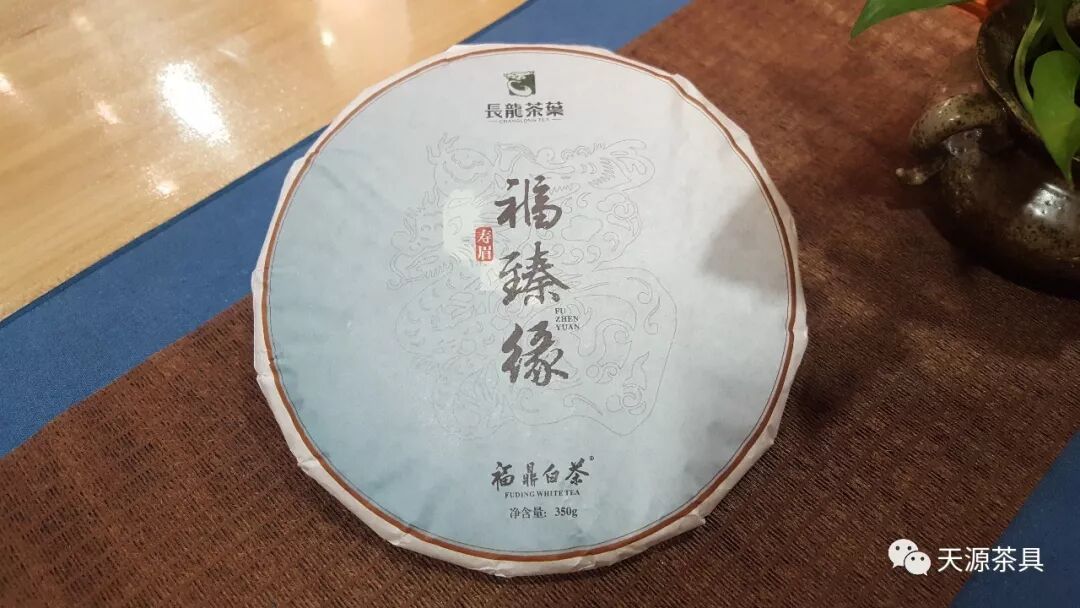 長龍茶葉
CHANGLONG TEA
福臻缘
寿眉
FU
ZHEN
YUAN
福鼎白茶®
FUDING WHITE TEA
净含量：350g
天源茶具